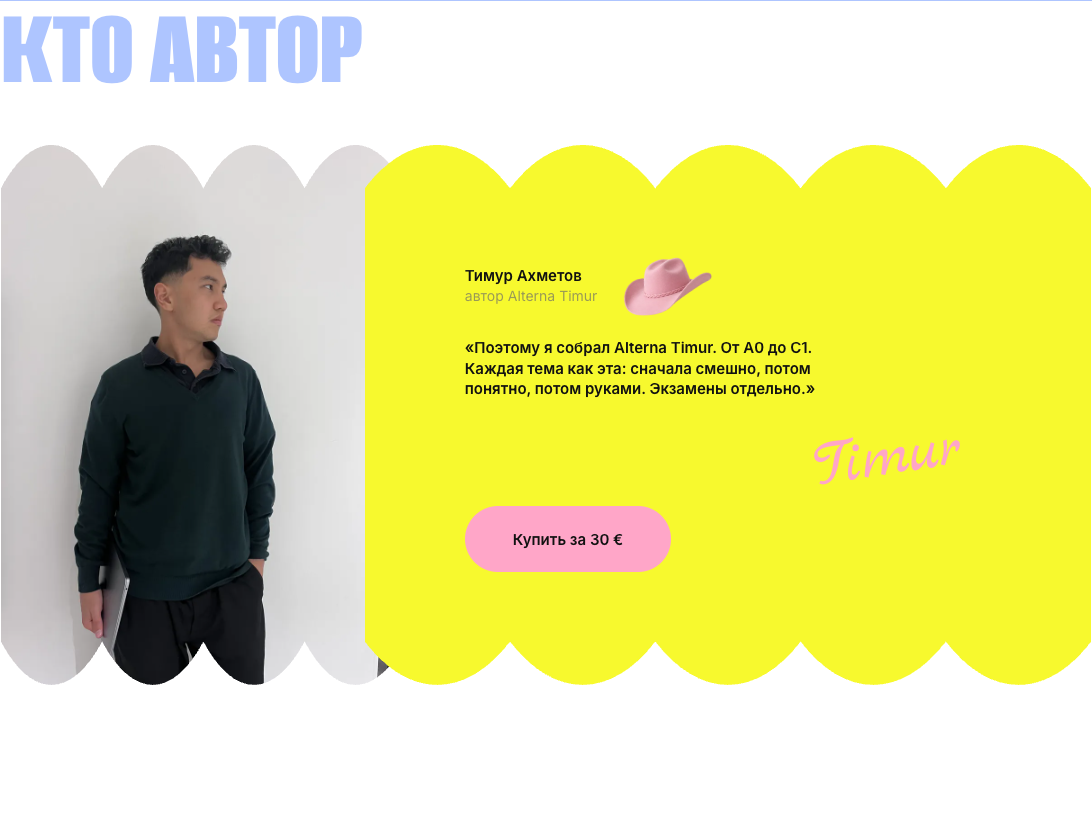 КТО АВТОР
Тимур Ахметов
автор Alterna Timur
«Поэтому я собрал Alterna Timur. От A0 до C1.
Каждая тема как эта: сначала смешно, потом
понятно, потом руками. Экзамены отдельно.»
Timur
Купить за 30 €